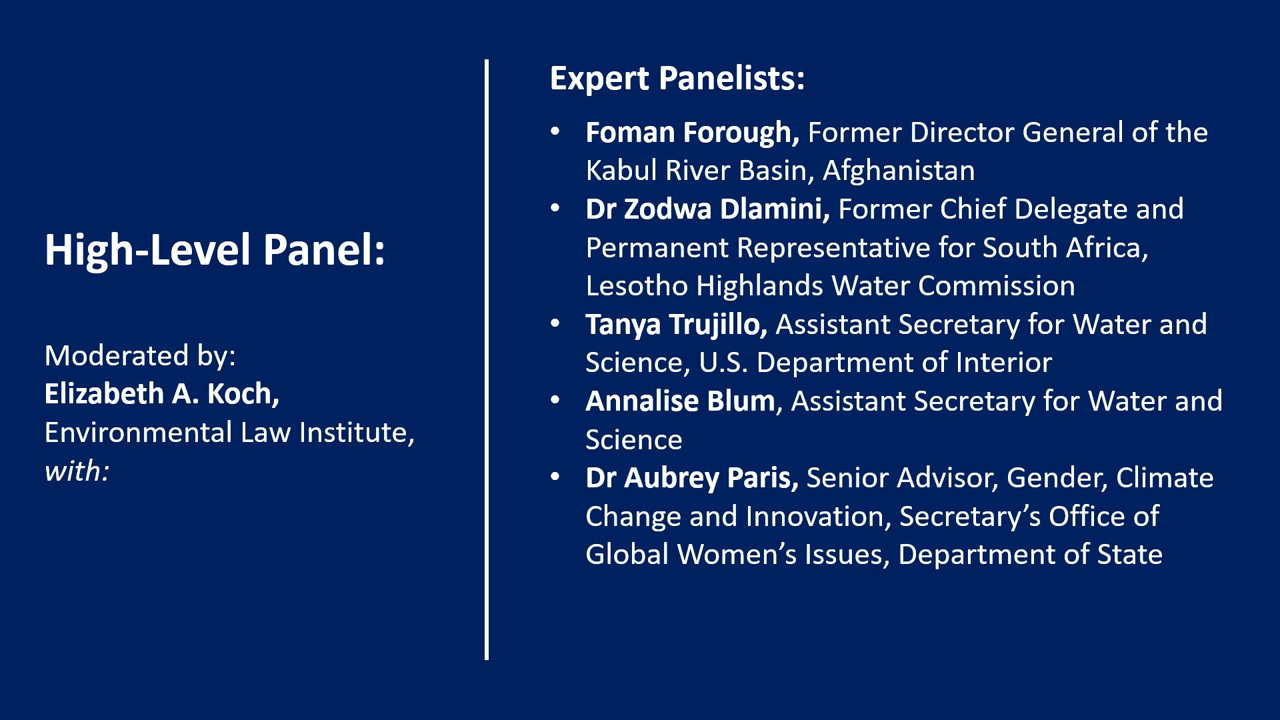 High-Level Panel:
Moderated by:
Elizabeth A. Koch,
Environmental Law Institute,
with:
Expert Panelists:
• Foman Forough, Former Director General of the
Kabul River Basin, Afghanistan
• Dr Zodwa Dlamini, Former Chief Delegate and
Permanent Representative for South Africa,
Lesotho Highlands Water Commission
• Tanya Trujillo, Assistant Secretary for Water and
Science, U.S. Department of Interior
• Annalise Blum, Assistant Secretary for Water and
Science
• Dr Aubrey Paris, Senior Advisor, Gender, Climate
Change and Innovation, Secretary’s Office of
Global Women’s Issues, Department of State